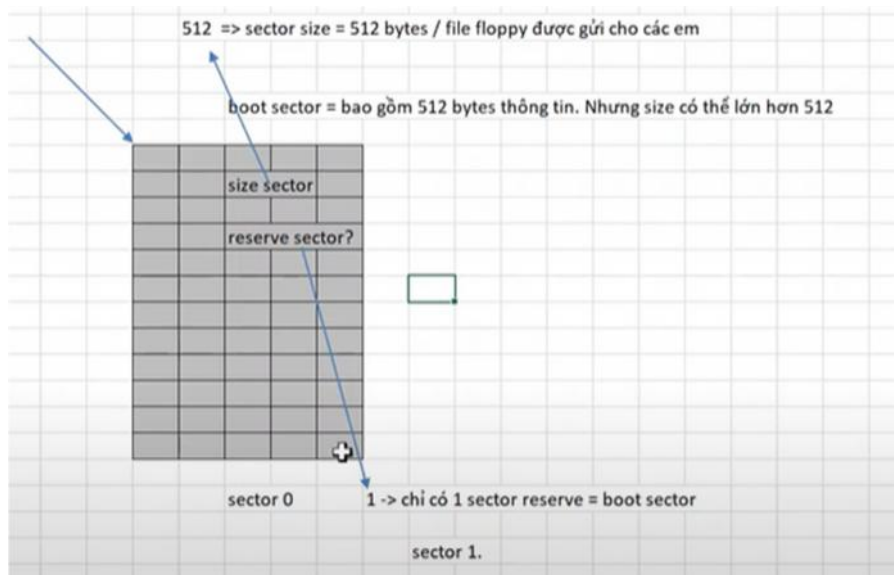 512 => sector size = 512 bytes / file floppy được gửi cho các em
boot sector = bao gồm 512 bytes thông tin. Nhưng size có thể lớn hơn 512
size sector
reserve sector?
sector 0
1 -> chỉ có 1 sector reserve = boot sector
sector 1.